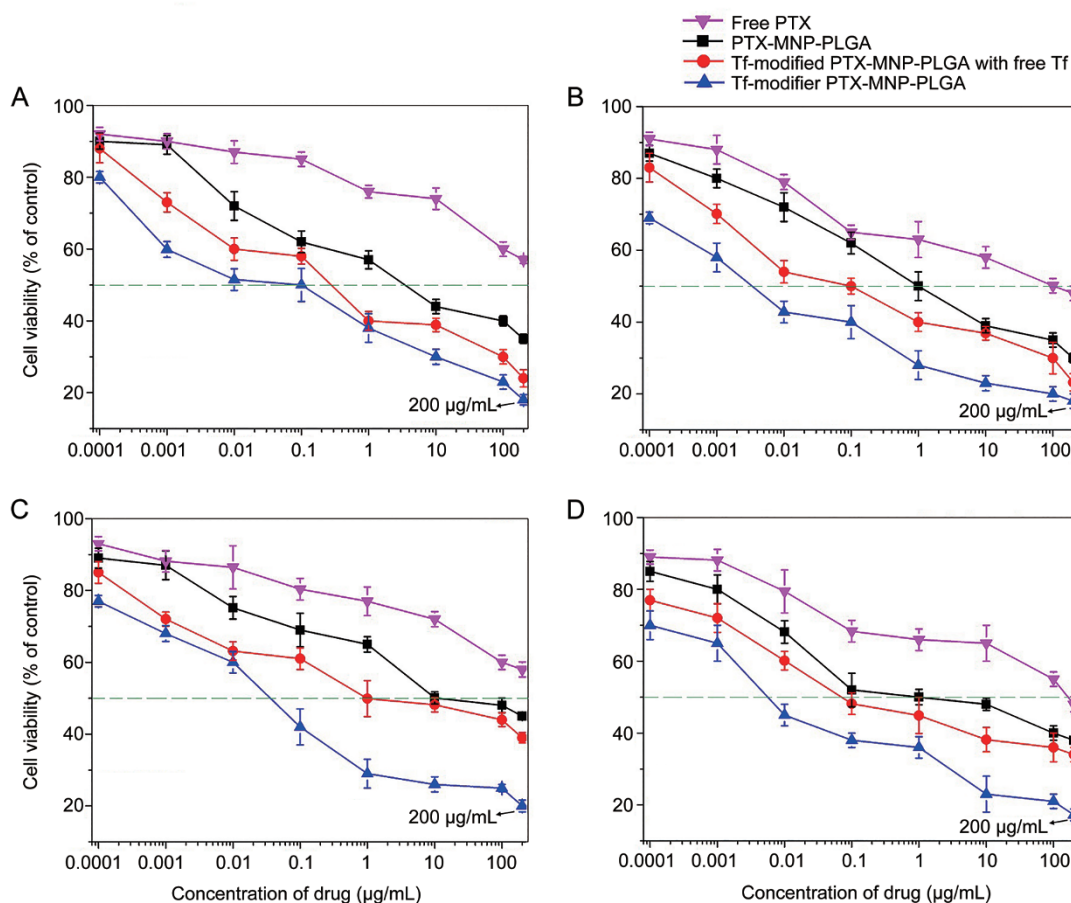 Free PTX
PTX-MNP-PLGA
Tf-modified PTX-MNP-PLGA with free Tf
Tf-modifier PTX-MNP-PLGA
A
100
80
60
40
20
Cell viability (% of control)
200 µg/mL
0.0001 0.001 0.01 0.1 1 10 100
B
100
80
60
40
20
200 µg/mL
0.0001 0.001 0.01 0.1 1 10 100
C
100
80
60
40
20
Cell viability (% of control)
200 µg/mL
0.0001 0.001 0.01 0.1 1 10 100
Concentration of drug (µg/mL)
D
100
80
60
40
20
200 µg/mL
0.0001 0.001 0.01 0.1 1 10 100
Concentration of drug (µg/mL)